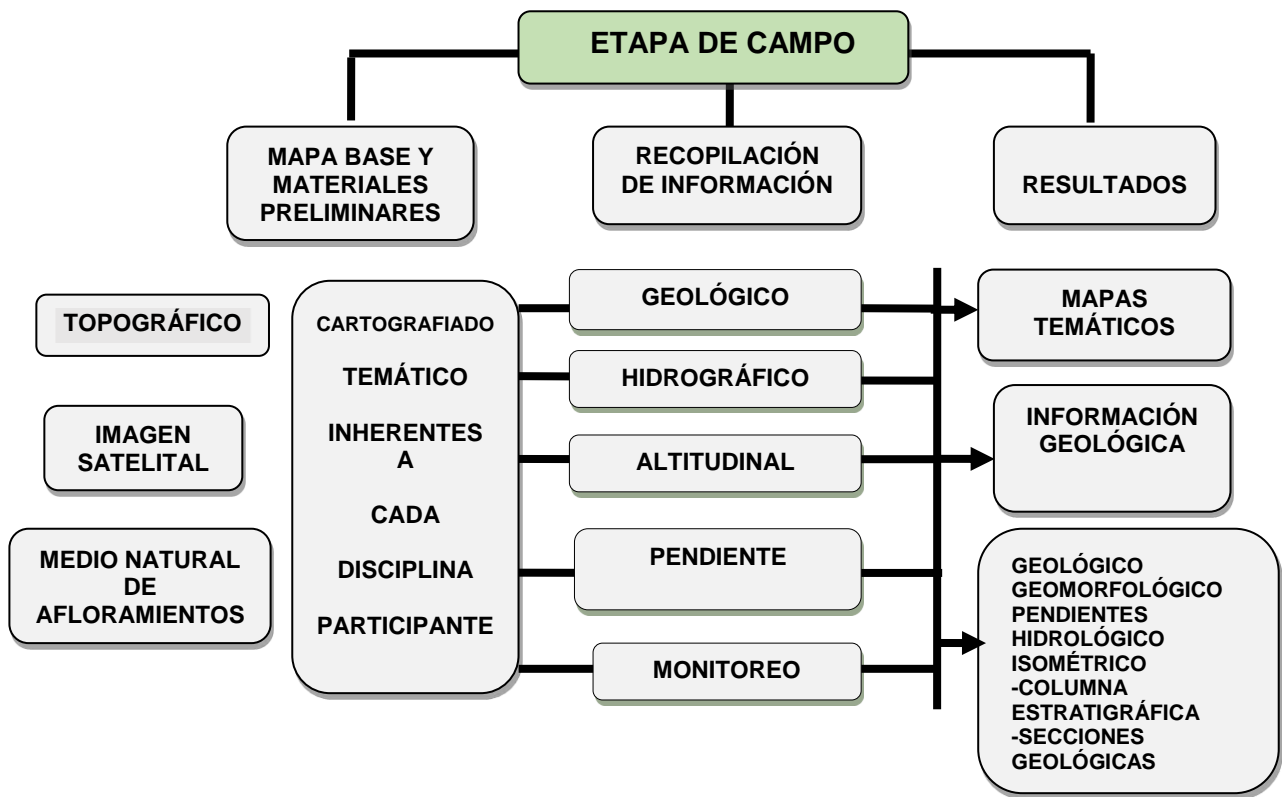 ETAPA DE CAMPO
MAPA BASE Y
MATERIALES
PRELIMINARES
RECOPILACIÓN
DE INFORMACIÓN
RESULTADOS
TOPOGRÁFICO
IMAGEN
SATELITAL
MEDIO NATURAL
DE
AFLORAMIENTOS
CARTOGRAFIADO
TEMÁTICO
INHERENTES
A
CADA
DISCIPLINA
PARTICIPANTE
GEOLÓGICO
HIDROGRÁFICO
ALTITUDINAL
PENDIENTE
MONITOREO
MAPAS
TEMÁTICOS
INFORMACIÓN
GEOLÓGICA
GEOLÓGICO
GEOMORFOLÓGICO
PENDIENTES
HIDROLÓGICO
ISOMÉTRICO
-COLUMNA
ESTRATIGRÁFICA
-SECCIONES
GEOLÓGICAS